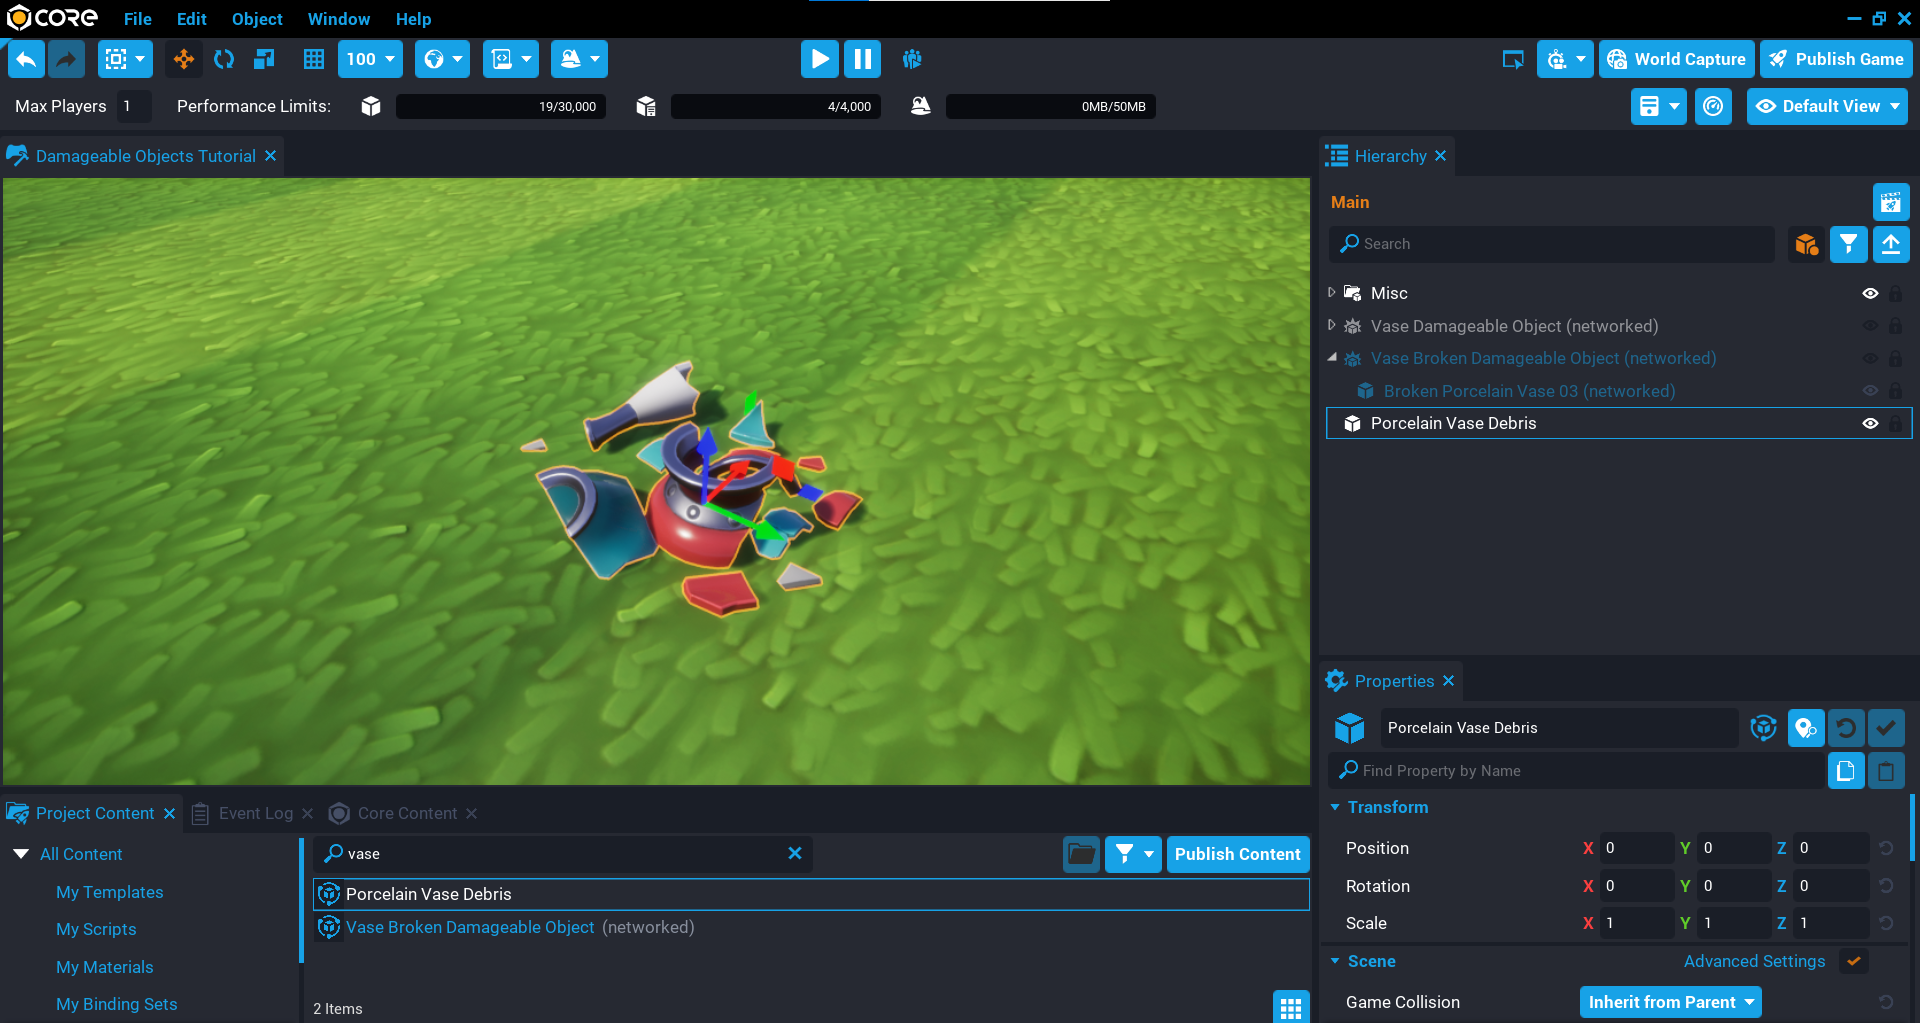 CORE File Edit Object Window Help
100 World Capture Publish Game
Max Players 1 Performance Limits: 19/30,000 4/4,000 0MB/50MB Default View
Damageable Objects Tutorial
Hierarchy
Main
Search
Misc
Vase Damageable Object (networked)
Vase Broken Damageable Object (networked)
Broken Porcelain Vase 03 (networked)
Porcelain Vase Debris
Properties
Porcelain Vase Debris
Find Property by Name
Transform
Position X 0 Y 0 Z 0
Rotation X 0 Y 0 Z 0
Scale X 1 Y 1 Z 1
Scene Advanced Settings
Game Collision Inherit from Parent
Project Content Event Log Core Content
All Content
My Templates
My Scripts
My Materials
My Binding Sets
vase Publish Content
Porcelain Vase Debris
Vase Broken Damageable Object (networked)
2 Items